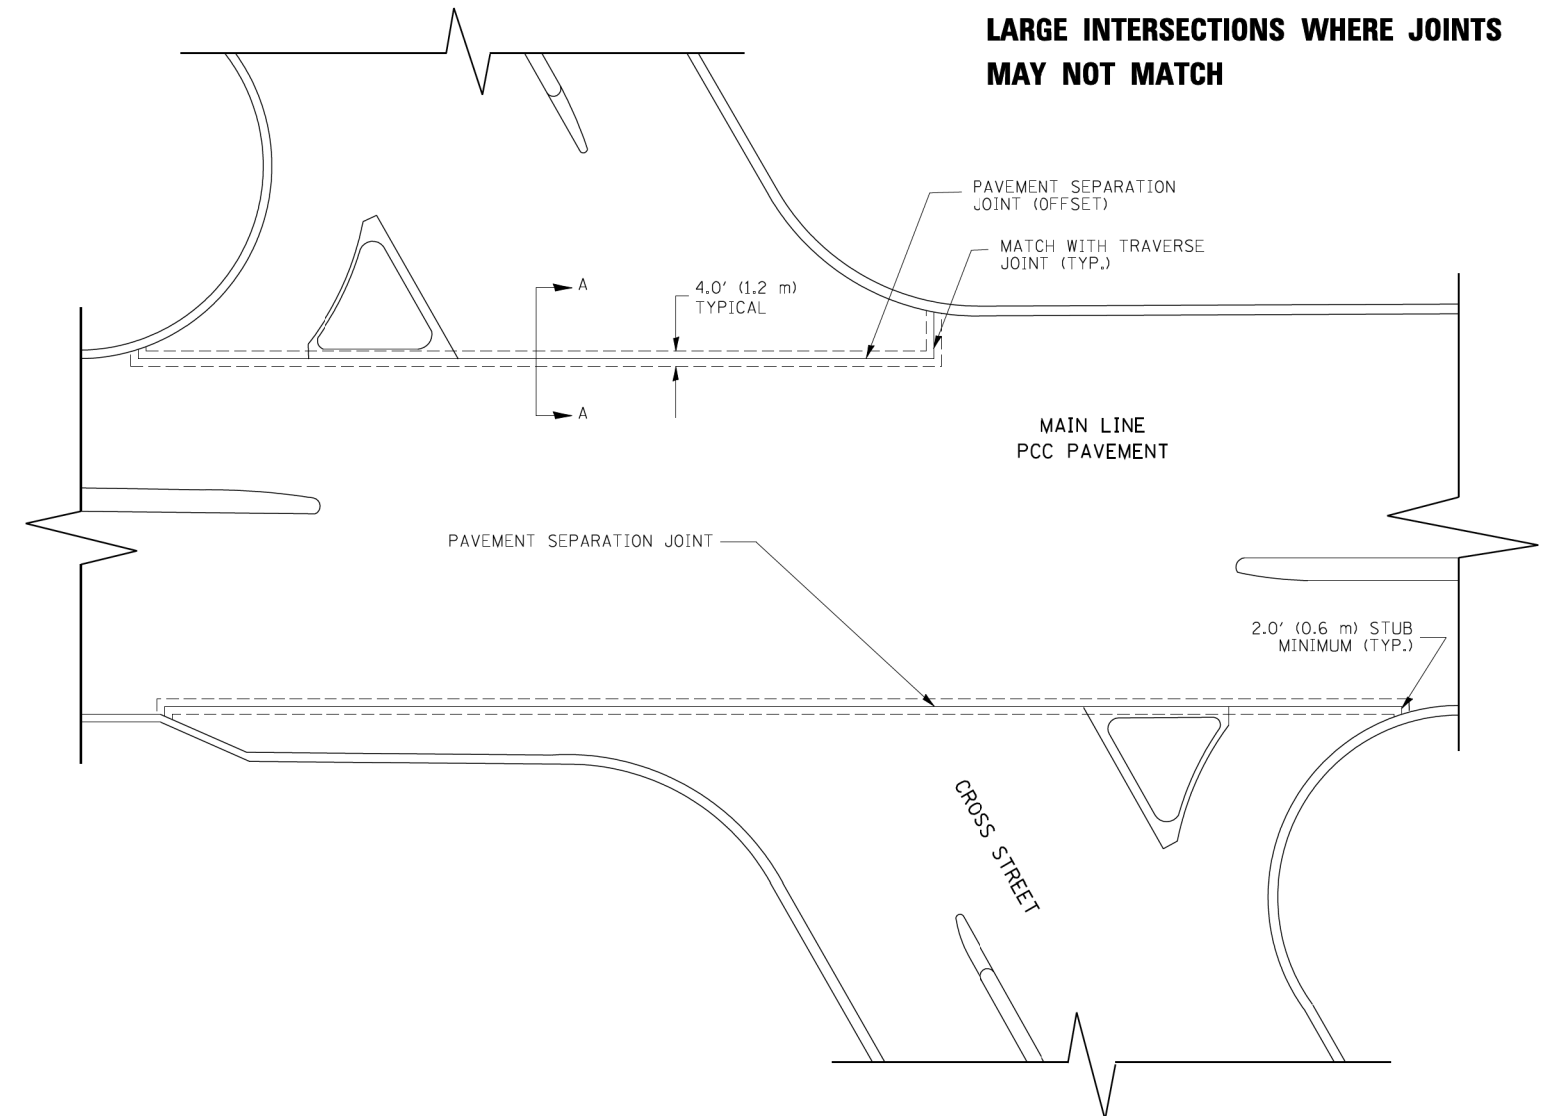 LARGE INTERSECTIONS WHERE JOINTS
MAY NOT MATCH
PAVEMENT SEPARATION
JOINT (OFFSET)
MATCH WITH TRAVERSE
JOINT (TYP.)
A
4.0' (1.2 m)
TYPICAL
A
MAIN LINE
PCC PAVEMENT
PAVEMENT SEPARATION JOINT
2.0' (0.6 m) STUB
MINIMUM (TYP.)
CROSS STREET